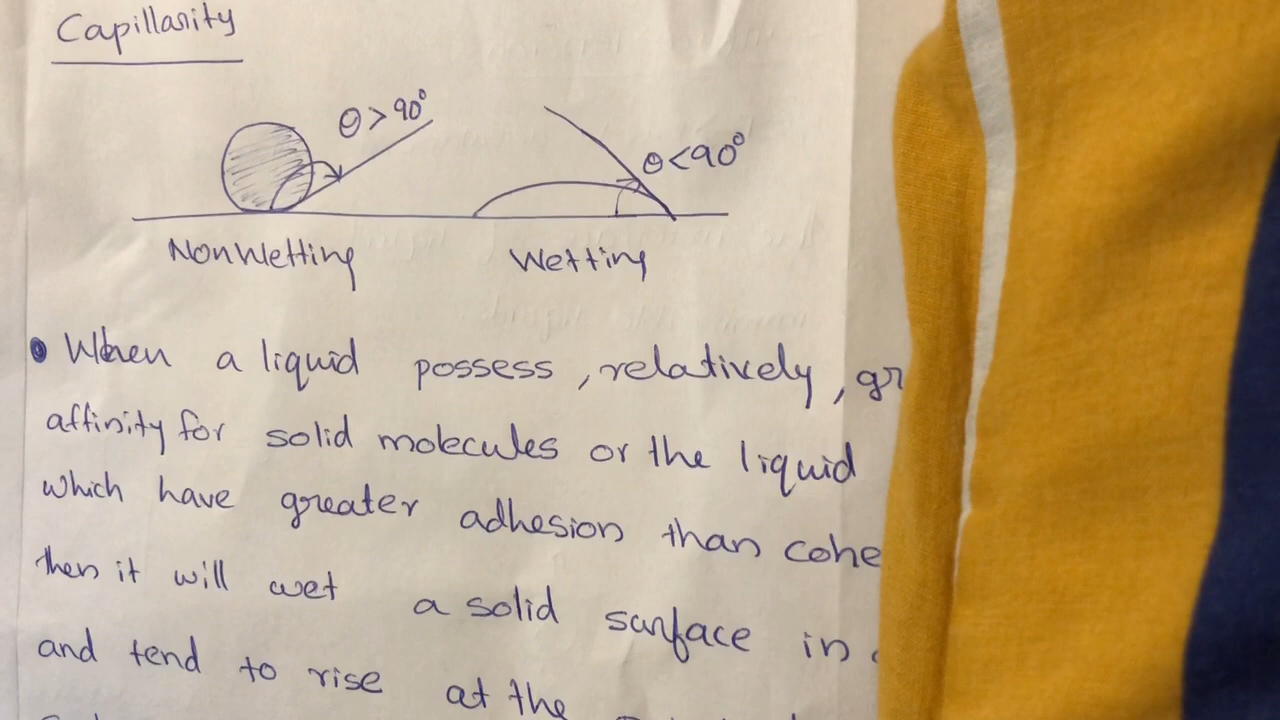 Capillarity
θ > 90°
θ < 90°
NonWetting
Wetting
• When a liquid possess , relatively , gr
affinity for solid molecules or the liquid
which have greater adhesion than cohe
then it will wet a solid surface in
and tend to rise at the